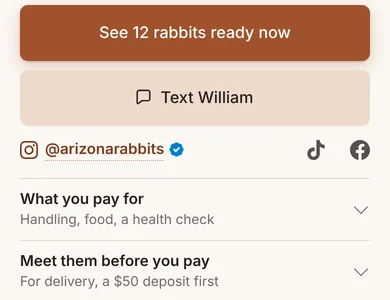 See 12 rabbits ready now
Text William
@arizonarabbits
What you pay for
Handling, food, a health check
Meet them before you pay
For delivery, a $50 deposit first